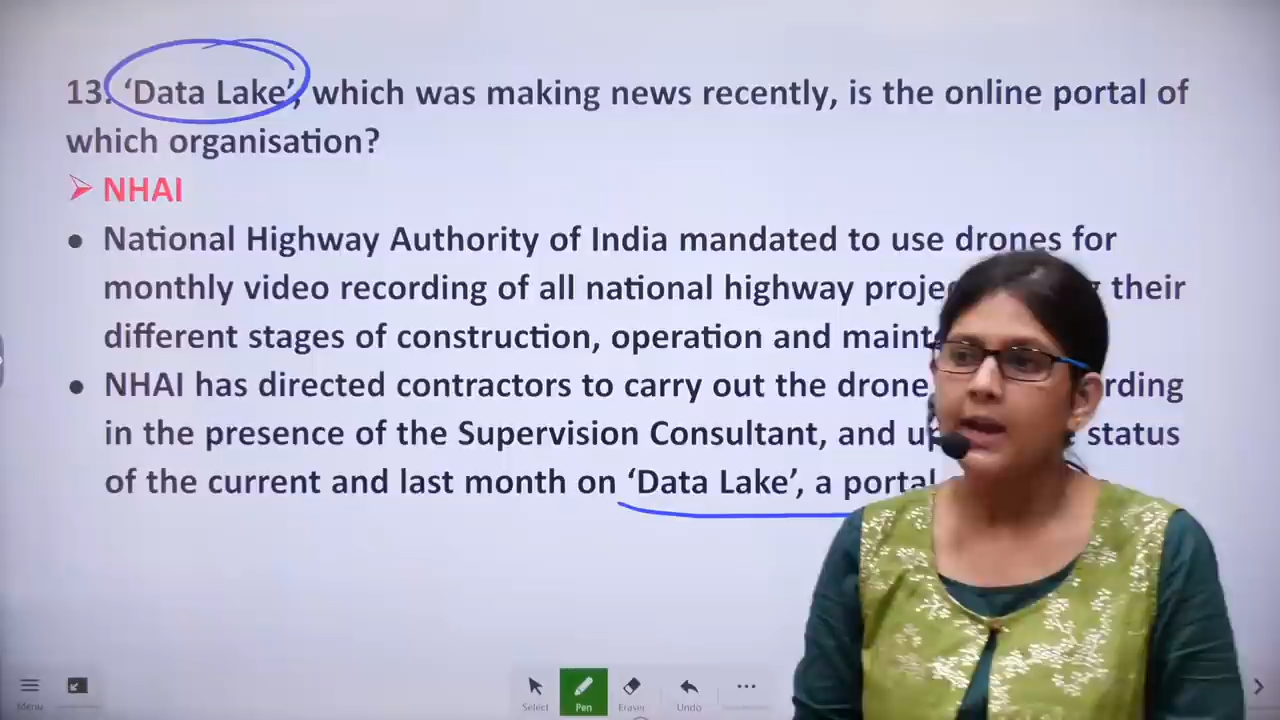 13. ‘Data Lake’, which was making news recently, is the online portal of
which organisation?
➢ NHAI
• National Highway Authority of India mandated to use drones for
monthly video recording of all national highway their
different stages of construction, operation and
• NHAI has directed contractors to carry out the drone
in the presence of the Supervision Consultant, and status
of the current and last month on ‘Data Lake’, a portal
Menu
Select Pen Eraser Undo